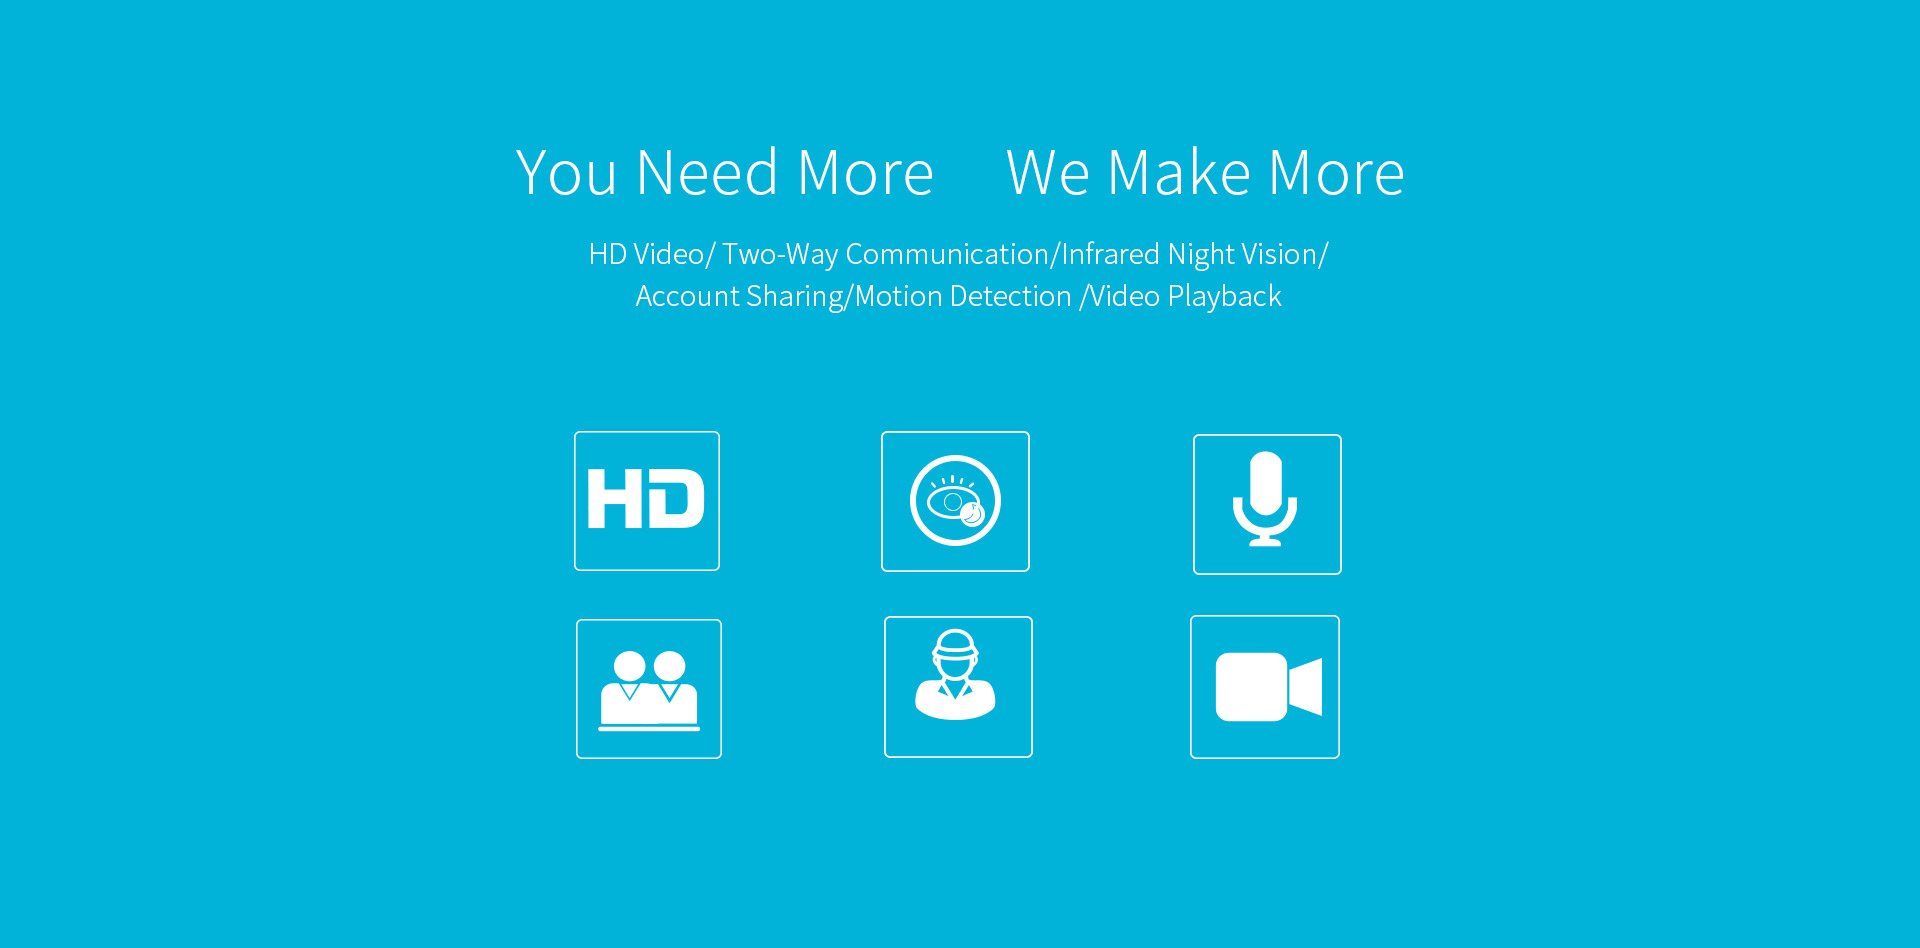 You Need More We Make More
HD Video/ Two-Way Communication/Infrared Night Vision/
Account Sharing/Motion Detection /Video Playback
HD